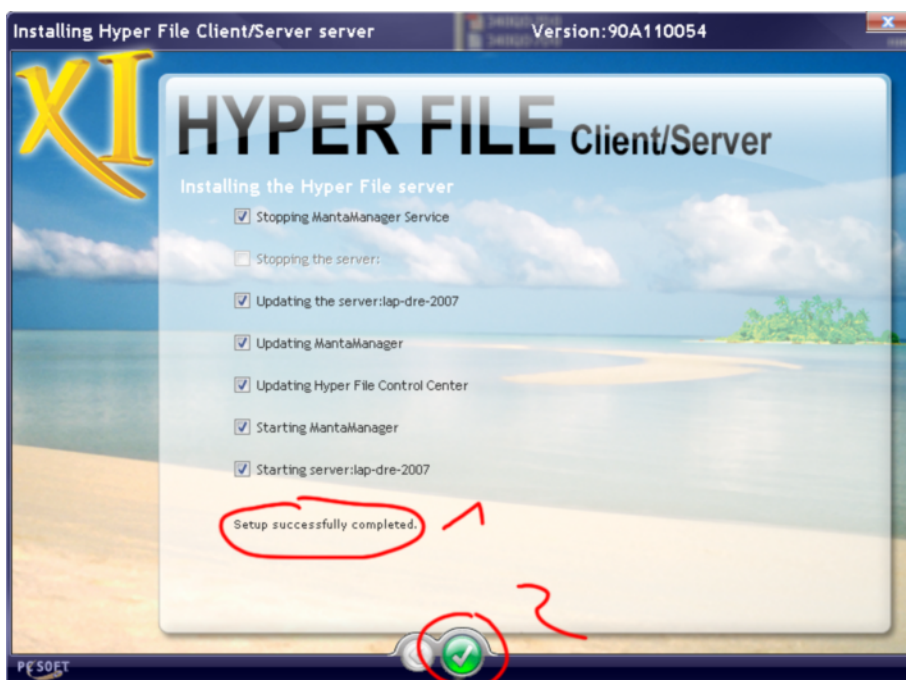 Installing Hyper File Client/Server server Version:90A110054
XI
HYPER FILE Client/Server
Installing the Hyper File server
Stopping MantaManager Service
Stopping the server:
Updating the server:lap-dre-2007
Updating MantaManager
Updating Hyper File Control Center
Starting MantaManager
Starting server:lap-dre-2007
Setup successfully completed.
1
2
PCSOFT